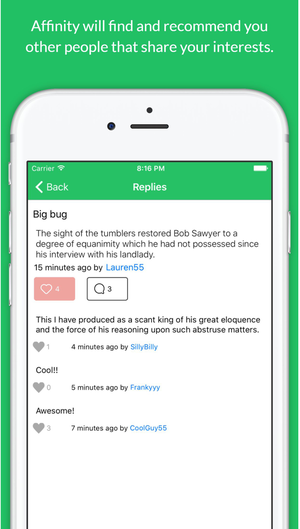 Affinity will find and recommend you
other people that share your interests.
Carrier 8:16 PM
Back Replies
Big bug
The sight of the tumblers restored Bob Sawyer to a
degree of equanimity which he had not possessed since
his interview with his landlady.
15 minutes ago by Lauren55
4 3
This I have produced as a scant king of his great eloquence
and the force of his reasoning upon such abstruse matters.
1 4 minutes ago by SillyBilly
Cool!!
0 5 minutes ago by Frankyyy
Awesome!
3 7 minutes ago by CoolGuy55